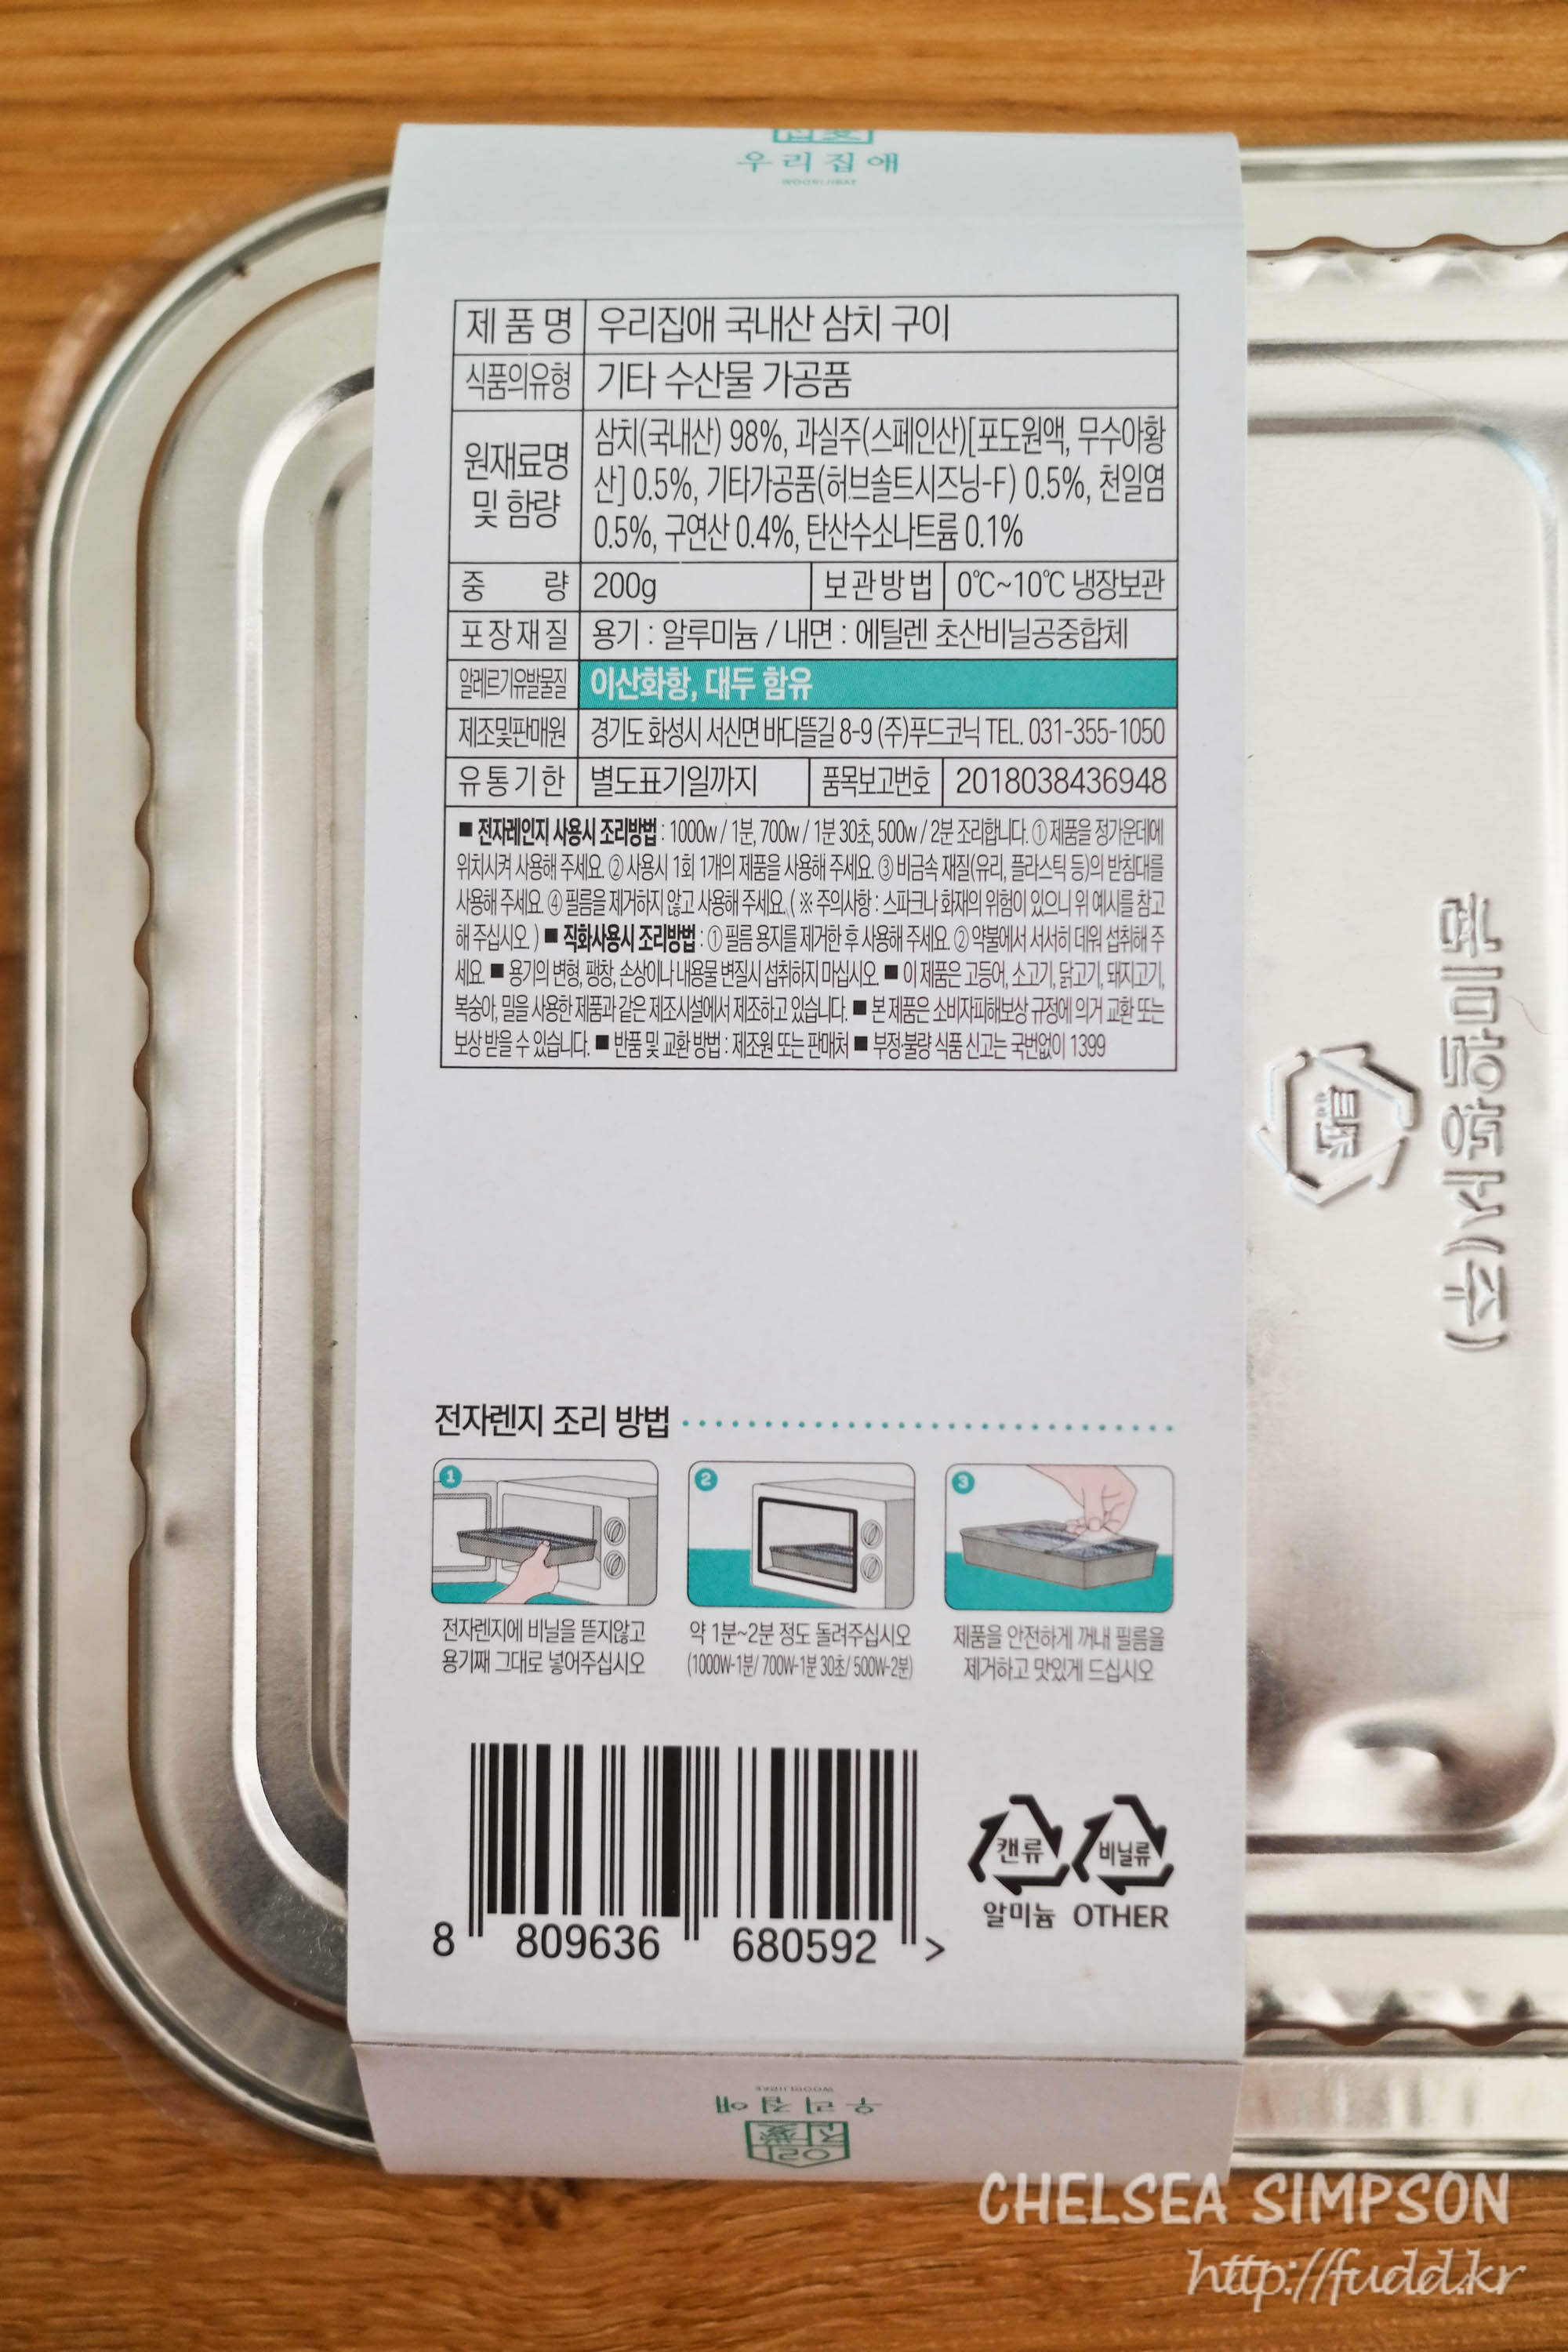 우리집애
WOORIJIBAE
제품명 우리집애 국내산 삼치 구이
식품의유형 기타 수산물 가공품
원재료명 및 함량 삼치(국내산) 98%, 과실주(스페인산)[포도원액, 무수아황
산] 0.5%, 기타가공품(허브솔트시즈닝-F) 0.5%, 천일염
0.5%, 구연산 0.4%, 탄산수소나트륨 0.1%
중 량 200g 보관방법 0℃~10℃ 냉장보관
포장재질 용기 : 알루미늄 / 내면 : 에틸렌 초산비닐공중합체
알레르기유발물질 이산화항, 대두 함유
제조및판매원 경기도 화성시 서신면 바다뜰길 8-9 (주)푸드코닉 TEL. 031-355-1050
유통기한 별도표기일까지 품목보고번호 2018038436948
■ 전자레인지 사용시 조리방법 : 1000w / 1분, 700w / 1분 30초, 500w / 2분 조리합니다. ① 제품을 정가운데에
위치시켜 사용해 주세요. ② 사용시 1회 1개의 제품을 사용해 주세요. ③ 비금속 재질(유리, 플라스틱 등)의 받침대를
사용해 주세요. ④ 필름을 제거하지 않고 사용해 주세요. ( ※ 주의사항 : 스파크나 화재의 위험이 있으니 위 예시를 참고
해 주십시오. ) ■ 직화사용시 조리방법 : ① 필름 용지를 제거한 후 사용해 주세요. ② 약불에서 서서히 데워 섭취해 주
세요. ■ 용기의 변형, 팽창, 손상이나 내용물 변질시 섭취하지 마십시오. ■ 이 제품은 고등어, 소고기, 닭고기, 돼지고기,
복숭아, 밀을 사용한 제품과 같은 제조시설에서 제조하고 있습니다. ■ 본 제품은 소비자피해보상 규정에 의거 교환 또는
보상 받을 수 있습니다. ■ 반품 및 교환 방법 : 제조원 또는 판매처 ■ 부정·불량 식품 신고는 국번없이 1399
(주)서광알미늄
전자렌지 조리 방법
1
2
3
전자렌지에 비닐을 뜯지않고
용기째 그대로 넣어주십시오
약 1분~2분 정도 돌려주십시오
(1000W-1분/ 700W-1분 30초/ 500W-2분)
제품을 안전하게 꺼내 필름을
제거하고 맛있게 드십시오
캔류
알미늄
비닐류
OTHER
8 809636 680592 >
WOORIJIBAE
우리집애
CHELSEA SIMPSON
http://fudd.kr